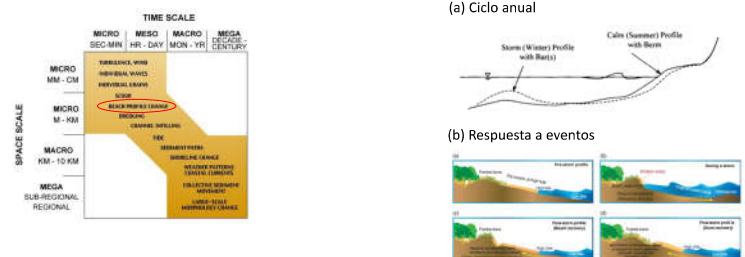 TIME SCALE
MICRO MESO MACRO MEGA
SEC-MIN HR - DAY MON - YR DECADE - CENTURY
SPACE SCALE
MICRO
MM - CM
MICRO
M - KM
MACRO
KM - 10 KM
MEGA
SUB-REGIONAL
REGIONAL
TURBULENCE, WIND
INDIVIDUAL WAVES
INDIVIDUAL GRAINS
SCOUR
BEACH PROFILE CHANGE
DREDGING
CHANNEL INFILLING
TIDE
SEDIMENT PATHS
SHORELINE CHANGE
WEATHER PATTERNS
COASTAL CURRENTS
COLLECTIVE SEDIMENT
MOVEMENT
LARGE-SCALE
MORPHOLOGY CHANGE
(a) Ciclo anual
Calm (Summer) Profile
with Berm
Storm (Winter) Profile
with Bar(s)
(b) Respuesta a eventos
(a)
Pre-storm profile
(b)
During a storm
(c)
Post-storm profile
(Beach recovery)
(d)
Post-storm profile